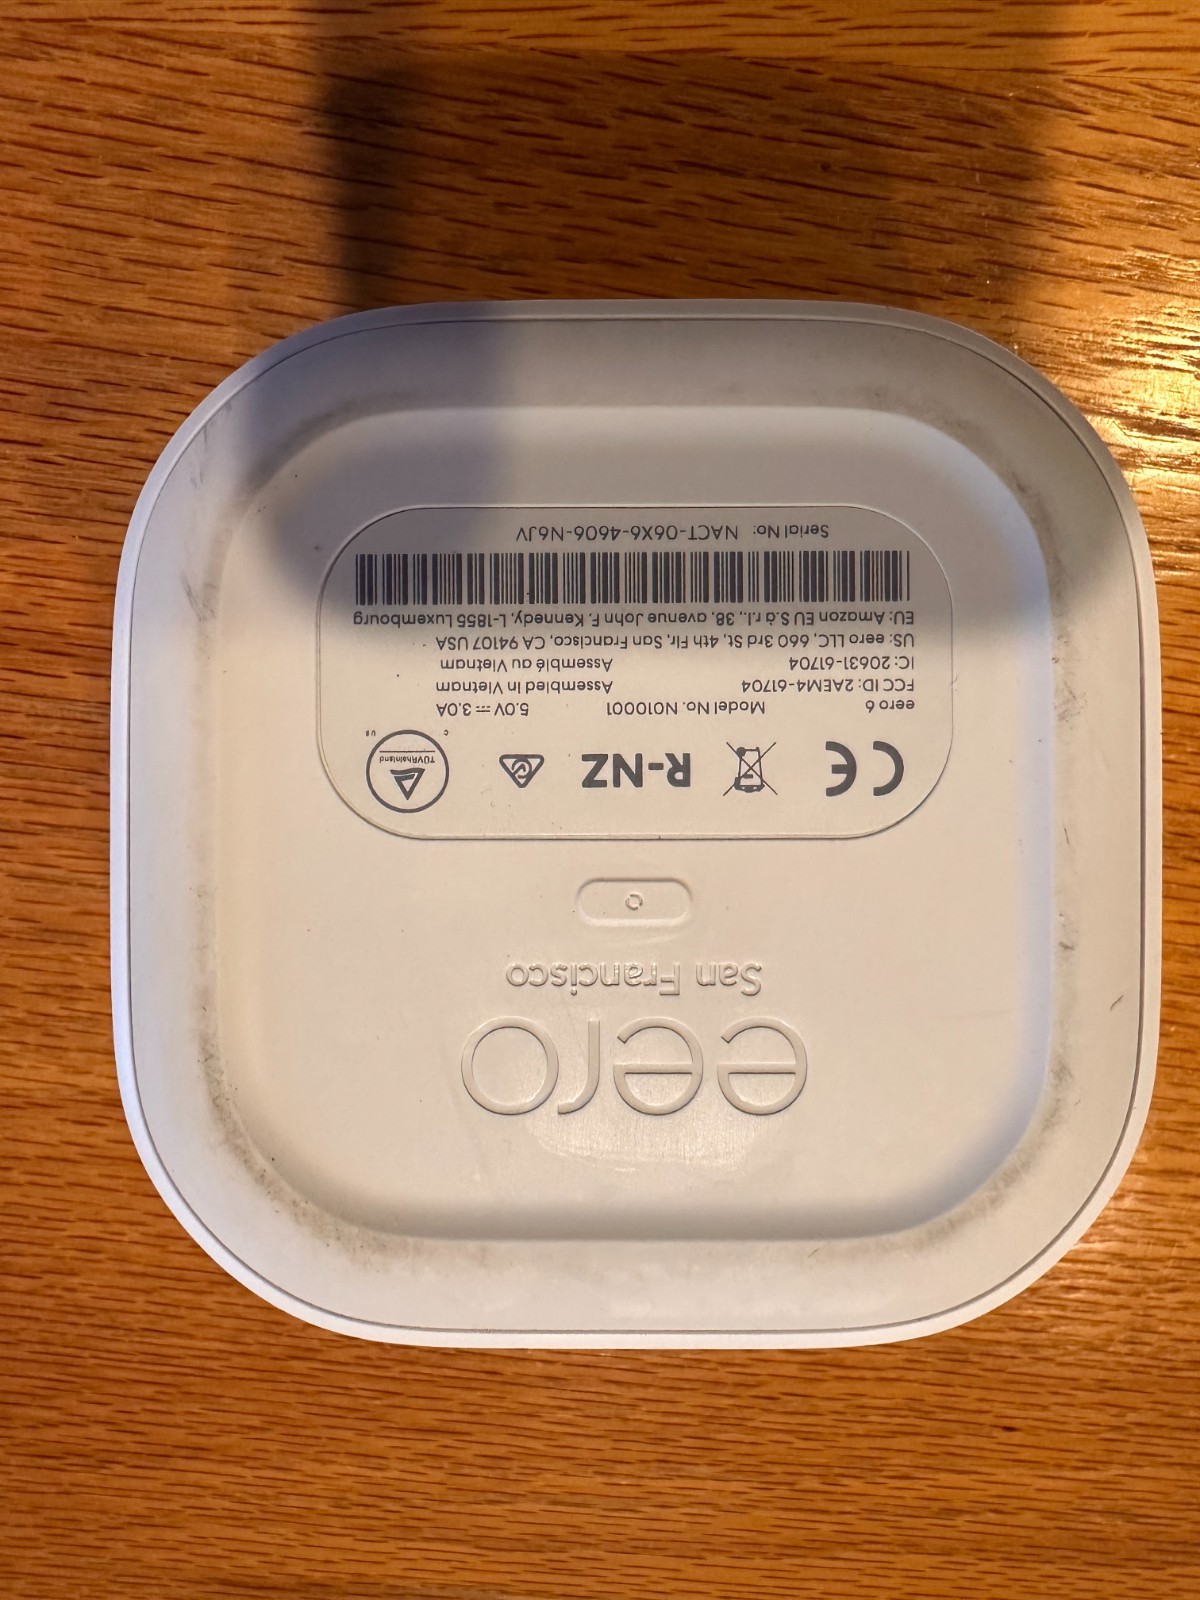 eero
San Francisco
CE R-NZ TÜVRheinland
C US
eero 6 Model No. N010001 5.0V ⎓ 3.0A
FCC ID: 2AEM4-61704 Assembled in Vietnam
IC: 20631-61704 Assemblé au Vietnam
US: eero LLC, 660 3rd St, 4th Flr, San Francisco, CA 94107 USA
EU: Amazon EU S.à r.l., 38, avenue John F. Kennedy, L-1855 Luxembourg
Serial No: NACT-06X6-4606-N6JV